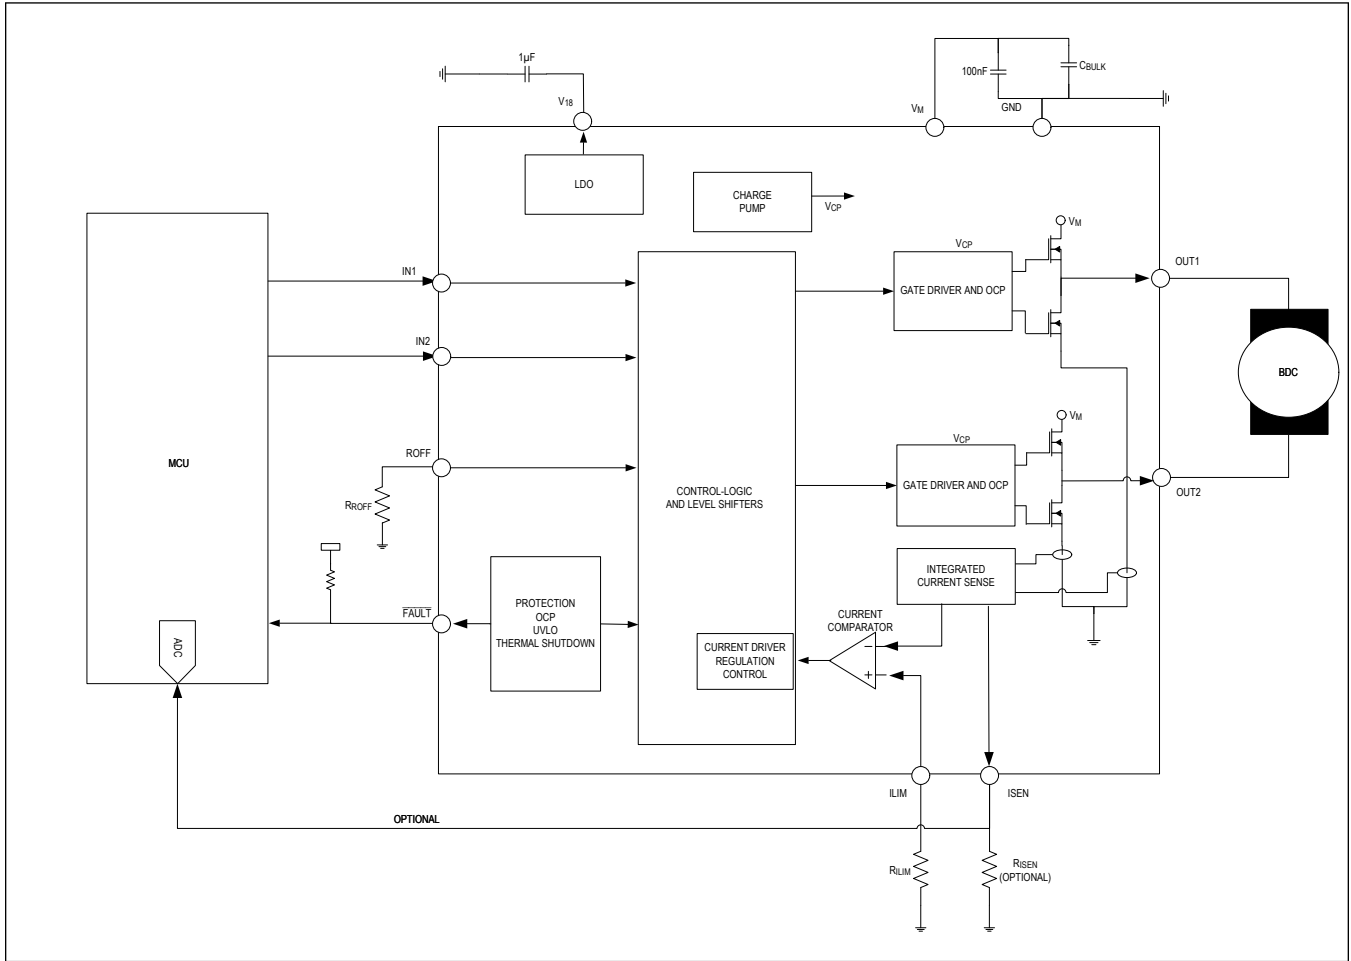 1µF
V18
100nF
CBULK
VM
GND
LDO
CHARGE
PUMP
VCP
VM
IN1
VCP
GATE DRIVER AND OCP
OUT1
IN2
BDC
VM
MCU
ROFF
VCP
GATE DRIVER AND OCP
OUT2
RROFF
CONTROL-LOGIC
AND LEVEL SHIFTERS
INTEGRATED
CURRENT SENSE
FAULT
PROTECTION
OCP
UVLO
THERMAL SHUTDOWN
CURRENT
COMPARATOR
ADC
CURRENT DRIVER
REGULATION
CONTROL
−
+
ILIM
ISEN
OPTIONAL
RILIM
RISEN
(OPTIONAL)